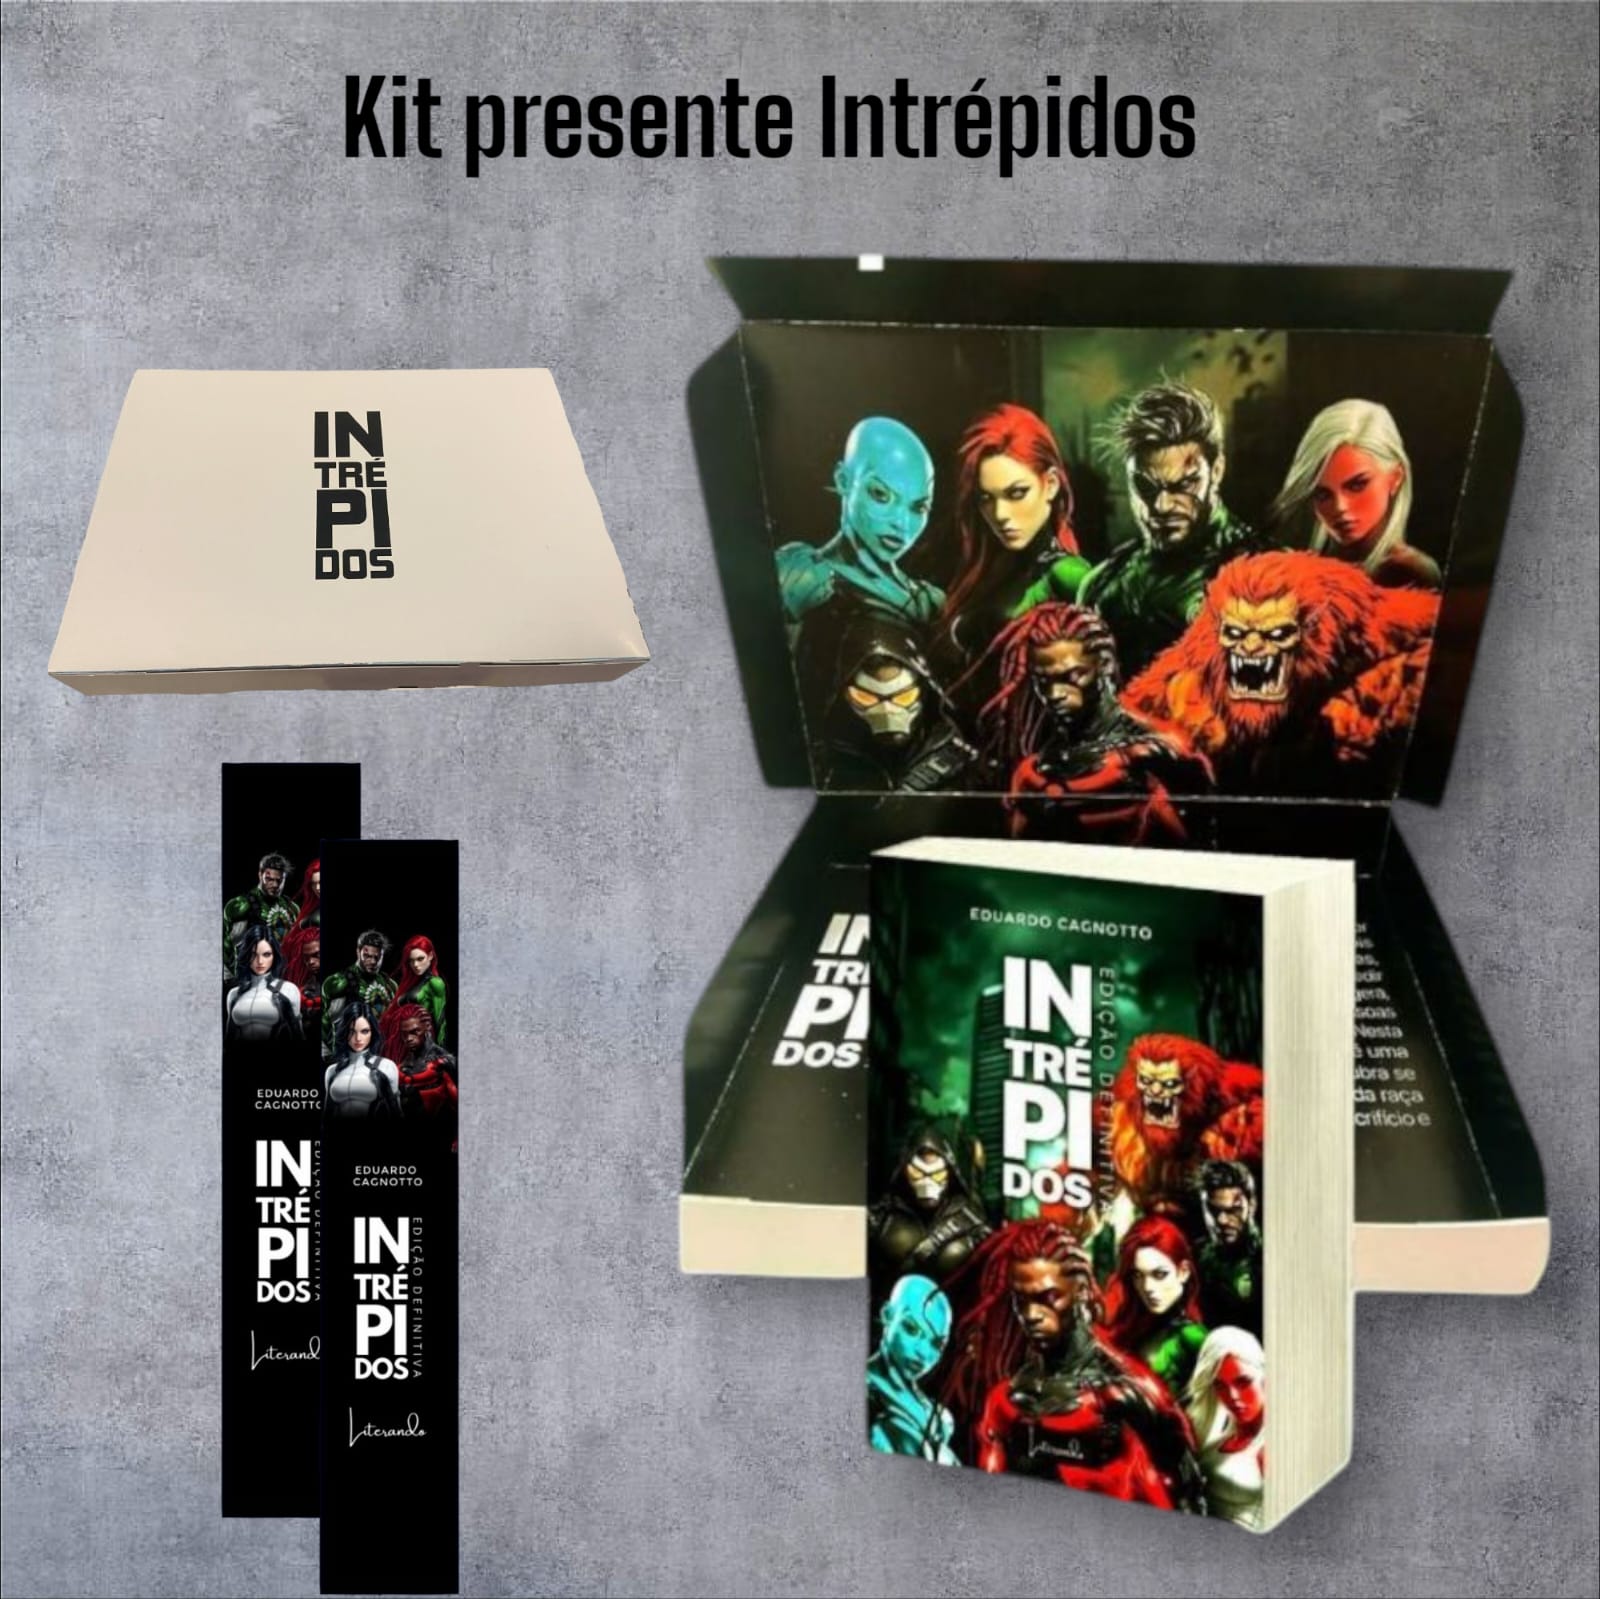 Kit presente Intrépidos
IN
TRÉ
PI
DOS
IN
TRÉ
PI
DOS
EDUARDO CAGNOTTO
IN
TRÉ
PI
DOS
EDIÇÃO DEFINITIVA
Literando
Nesta
é uma
da raça
EDUARDO
CAGNOTTO
IN
TRÉ
PI
DOS
EDIÇÃO DEFINITIVA
Literand
EDUARDO
CAGNOTTO
IN
TRÉ
PI
DOS
EDIÇÃO DEFINITIVA
Literando